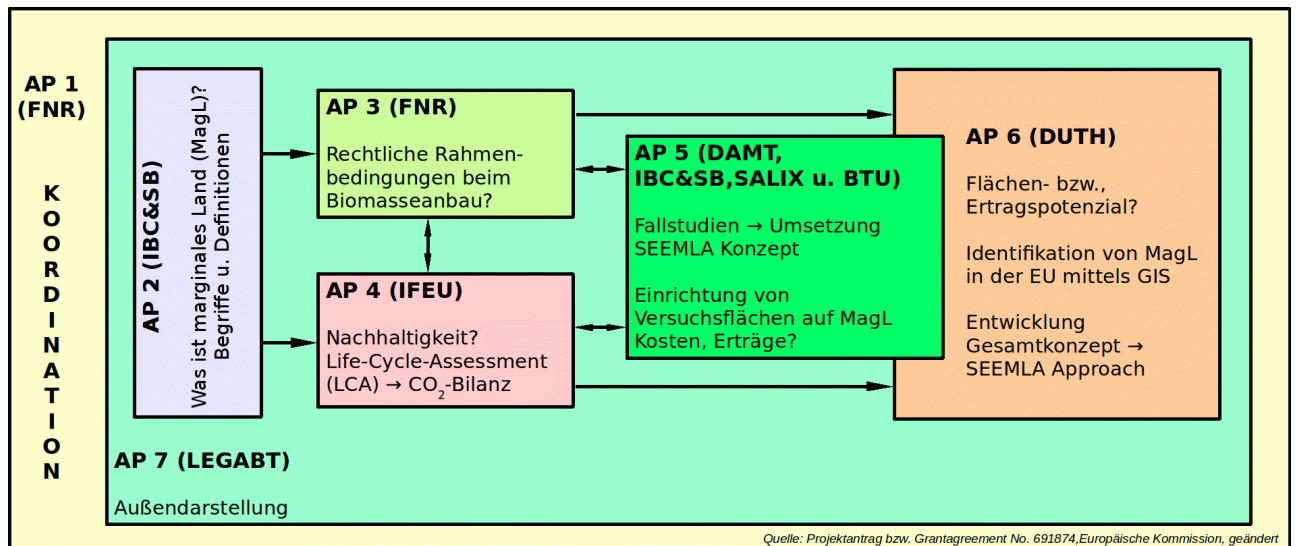 AP 1
(FNR)
K
O
O
R
D
I
N
A
T
I
O
N
AP 2 (IBC&SB)
Was ist marginales Land (MagL)?
Begriffe u. Definitionen
AP 3 (FNR)
Rechtliche Rahmen-
bedingungen beim
Biomasseanbau?
AP 4 (IFEU)
Nachhaltigkeit?
Life-Cycle-Assessment
(LCA) → CO₂-Bilanz
AP 5 (DAMT,
IBC&SB,SALIX u. BTU)
Fallstudien → Umsetzung
SEEMLA Konzept
Einrichtung von
Versuchsflächen auf MagL
Kosten, Erträge?
AP 6 (DUTH)
Flächen- bzw.,
Ertragspotenzial?
Identifikation von MagL
in der EU mittels GIS
Entwicklung
Gesamtkonzept →
SEEMLA Approach
AP 7 (LEGABT)
Außendarstellung
Quelle: Projektantrag bzw. Grantagreement No. 691874,Europäische Kommission, geändert